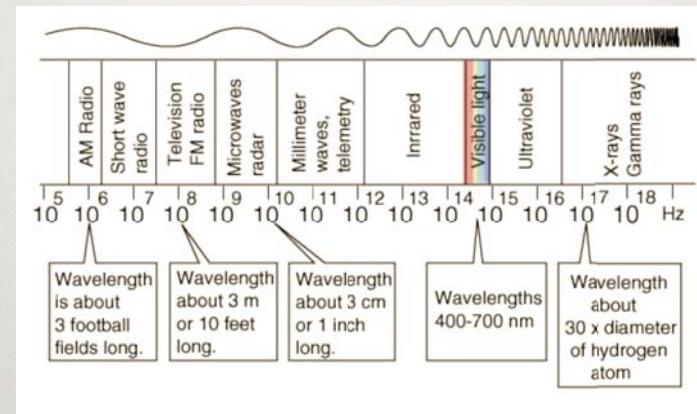 AM Radio
Short wave
radio
Television
FM radio
Microwaves
radar
Millimeter
waves,
telemetry
Inrrared
Visible light
Ultraviolet
X-rays
Gamma rays
10 5 10 6 10 7 10 8 10 9 10 10 10 11 10 12 10 13 10 14 10 15 10 16 10 17 10 18 Hz
Wavelength
is about
3 football
fields long.
Wavelength
about 3 m
or 10 feet
long.
Wavelength
about 3 cm
or 1 inch
long.
Wavelengths
400-700 nm
Wavelength
about
30 x diameter
of hydrogen
atom